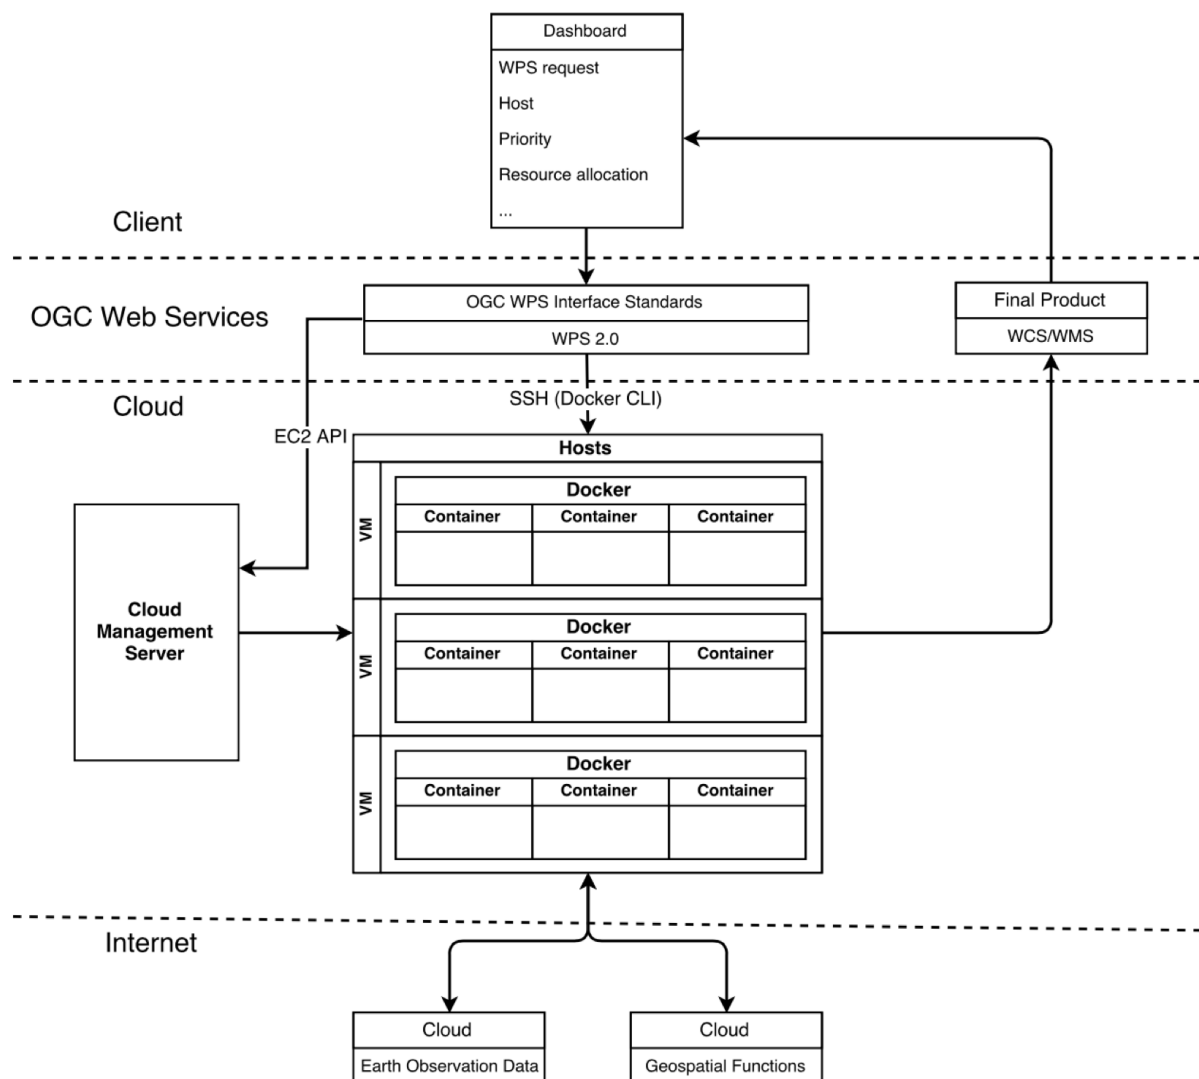 Dashboard
WPS request
Host
Priority
Resource allocation
...
Client
OGC Web Services
OGC WPS Interface Standards
WPS 2.0
Final Product
WCS/WMS
Cloud
SSH (Docker CLI)
EC2 API
Hosts
VM
Docker
Container Container Container
Cloud
Management
Server
VM
Docker
Container Container Container
VM
Docker
Container Container Container
Internet
Cloud
Earth Observation Data
Cloud
Geospatial Functions